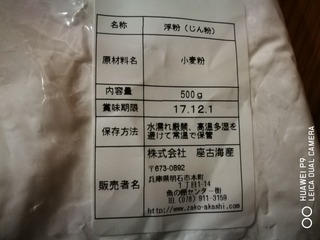 名称 浮粉(じん粉)
原材料名 小麦粉
内容量 500g
賞味期限 17.12.1
保存方法 水濡れ厳禁、高温多湿を
避けて常温で保管
販売者名 株式会社 座古海産
〒673-0892
兵庫県明石市本町
1丁目1-14
魚の棚センター街
TEL (078) 911-3159
http://www.zako-akashi.com
HUAWEI P9
LEICA DUAL CAMERA